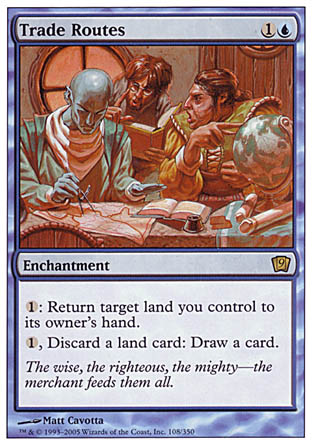 Trade Routes 1
Enchantment 9
1: Return target land you control to
its owner's hand.
1, Discard a land card: Draw a card.
The wise, the righteous, the mighty—the
merchant feeds them all.
Matt Cavotta
™ & © 1993–2005 Wizards of the Coast, Inc. 108/350